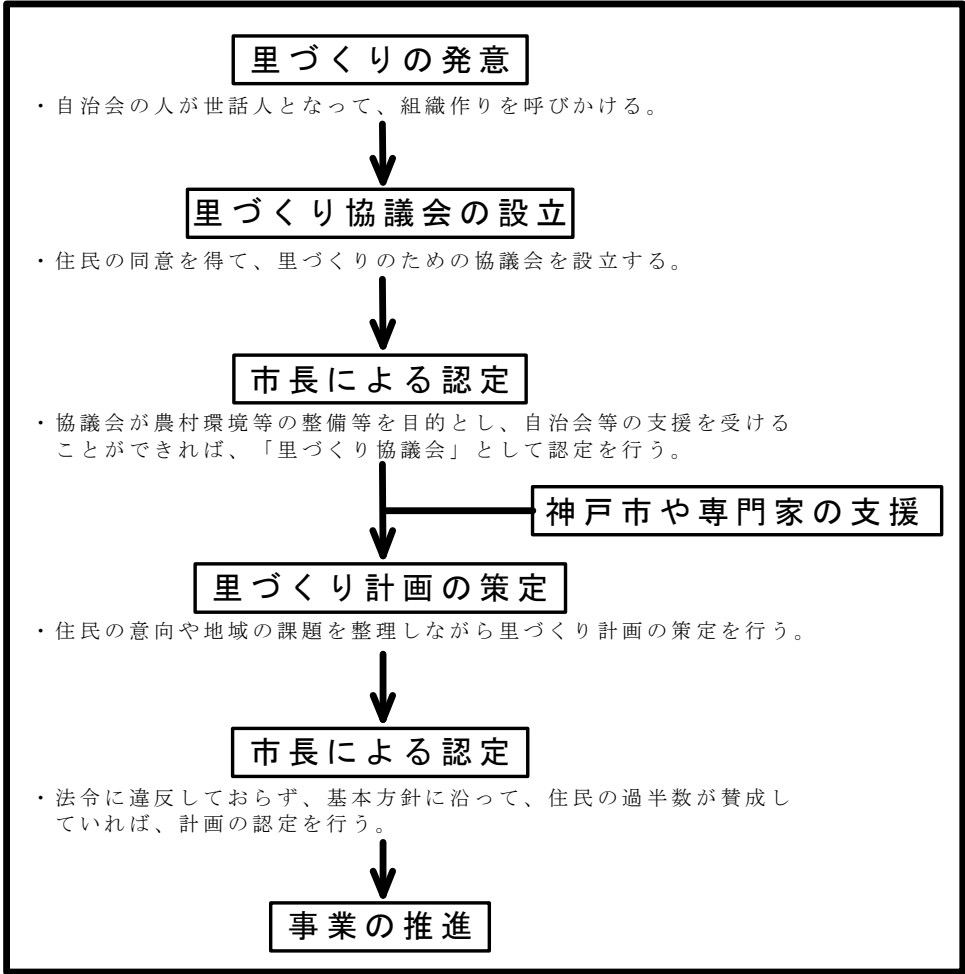 里づくりの発意
・自治会の人が世話人となって、組織作りを呼びかける。
里づくり協議会の設立
・住民の同意を得て、里づくりのための協議会を設立する。
市長による認定
・協議会が農村環境等の整備等を目的とし、自治会等の支援を受ける
ことができれば、「里づくり協議会」として認定を行う。
神戸市や専門家の支援
里づくり計画の策定
・住民の意向や地域の課題を整理しながら里づくり計画の策定を行う。
市長による認定
・法令に違反しておらず、基本方針に沿って、住民の過半数が賛成し
ていれば、計画の認定を行う。
事業の推進